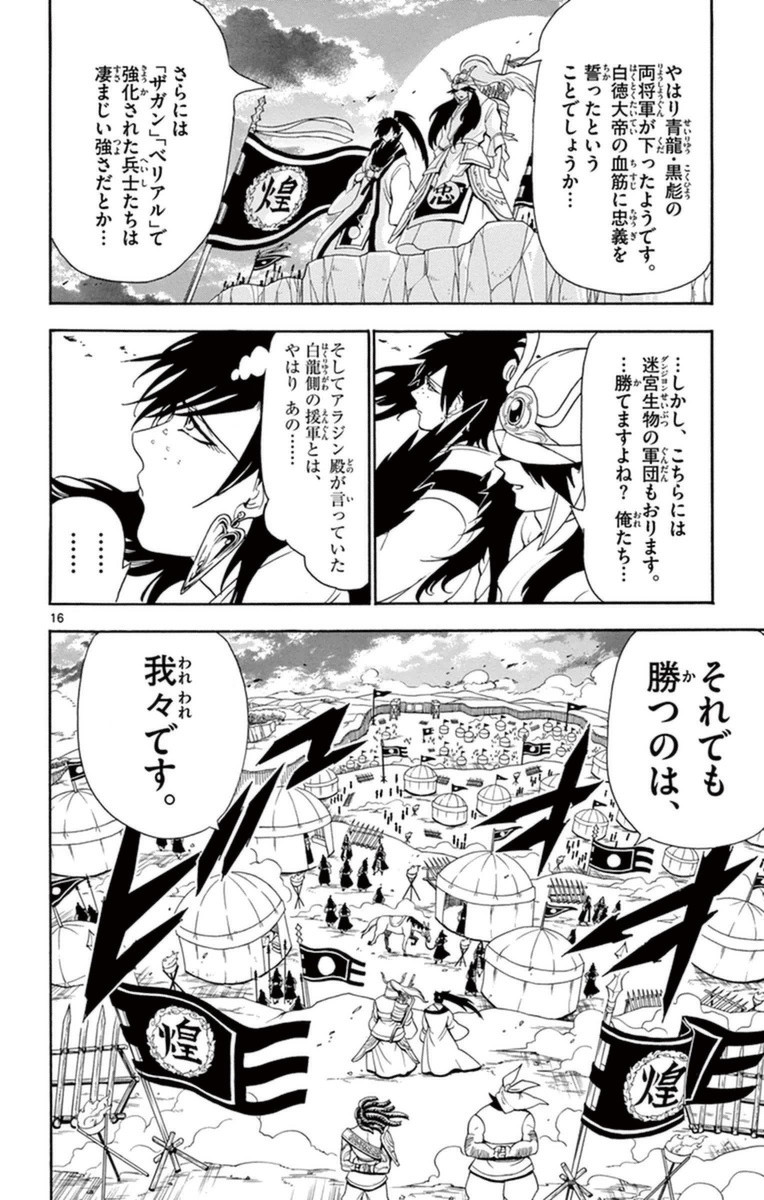 やはり青龍・黒彪の
両将軍が下ったようです。
白徳大帝の血筋に忠義を
誓ったという
ことでしょうか…
さらには
「ザガン」「ベリアル」で
強化された兵士たちは
凄まじい強さだとか…
煌
忠
…しかし、こちらには
迷宮生物の軍団もおります。
…勝てますよね？俺たち…
そしてアラジン殿が言っていた
白龍側の援軍とは、
やはり あの……
……
……
16
それでも
勝つのは、
我々です。
ドドドド
煌
煌